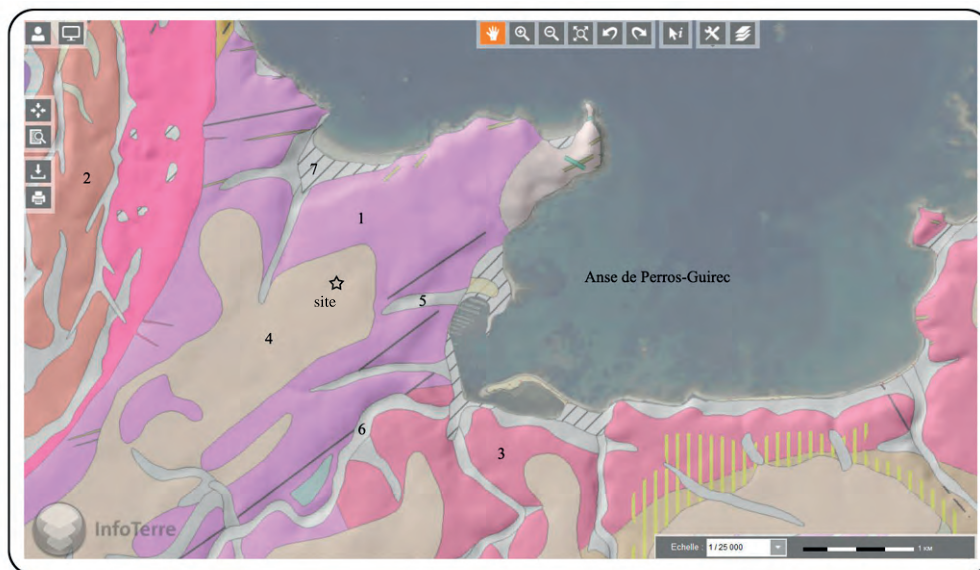 2
7
1
site
4
5
Anse de Perros-Guirec
6
3
InfoTerre
Echelle : 1 / 25 000
1 KM